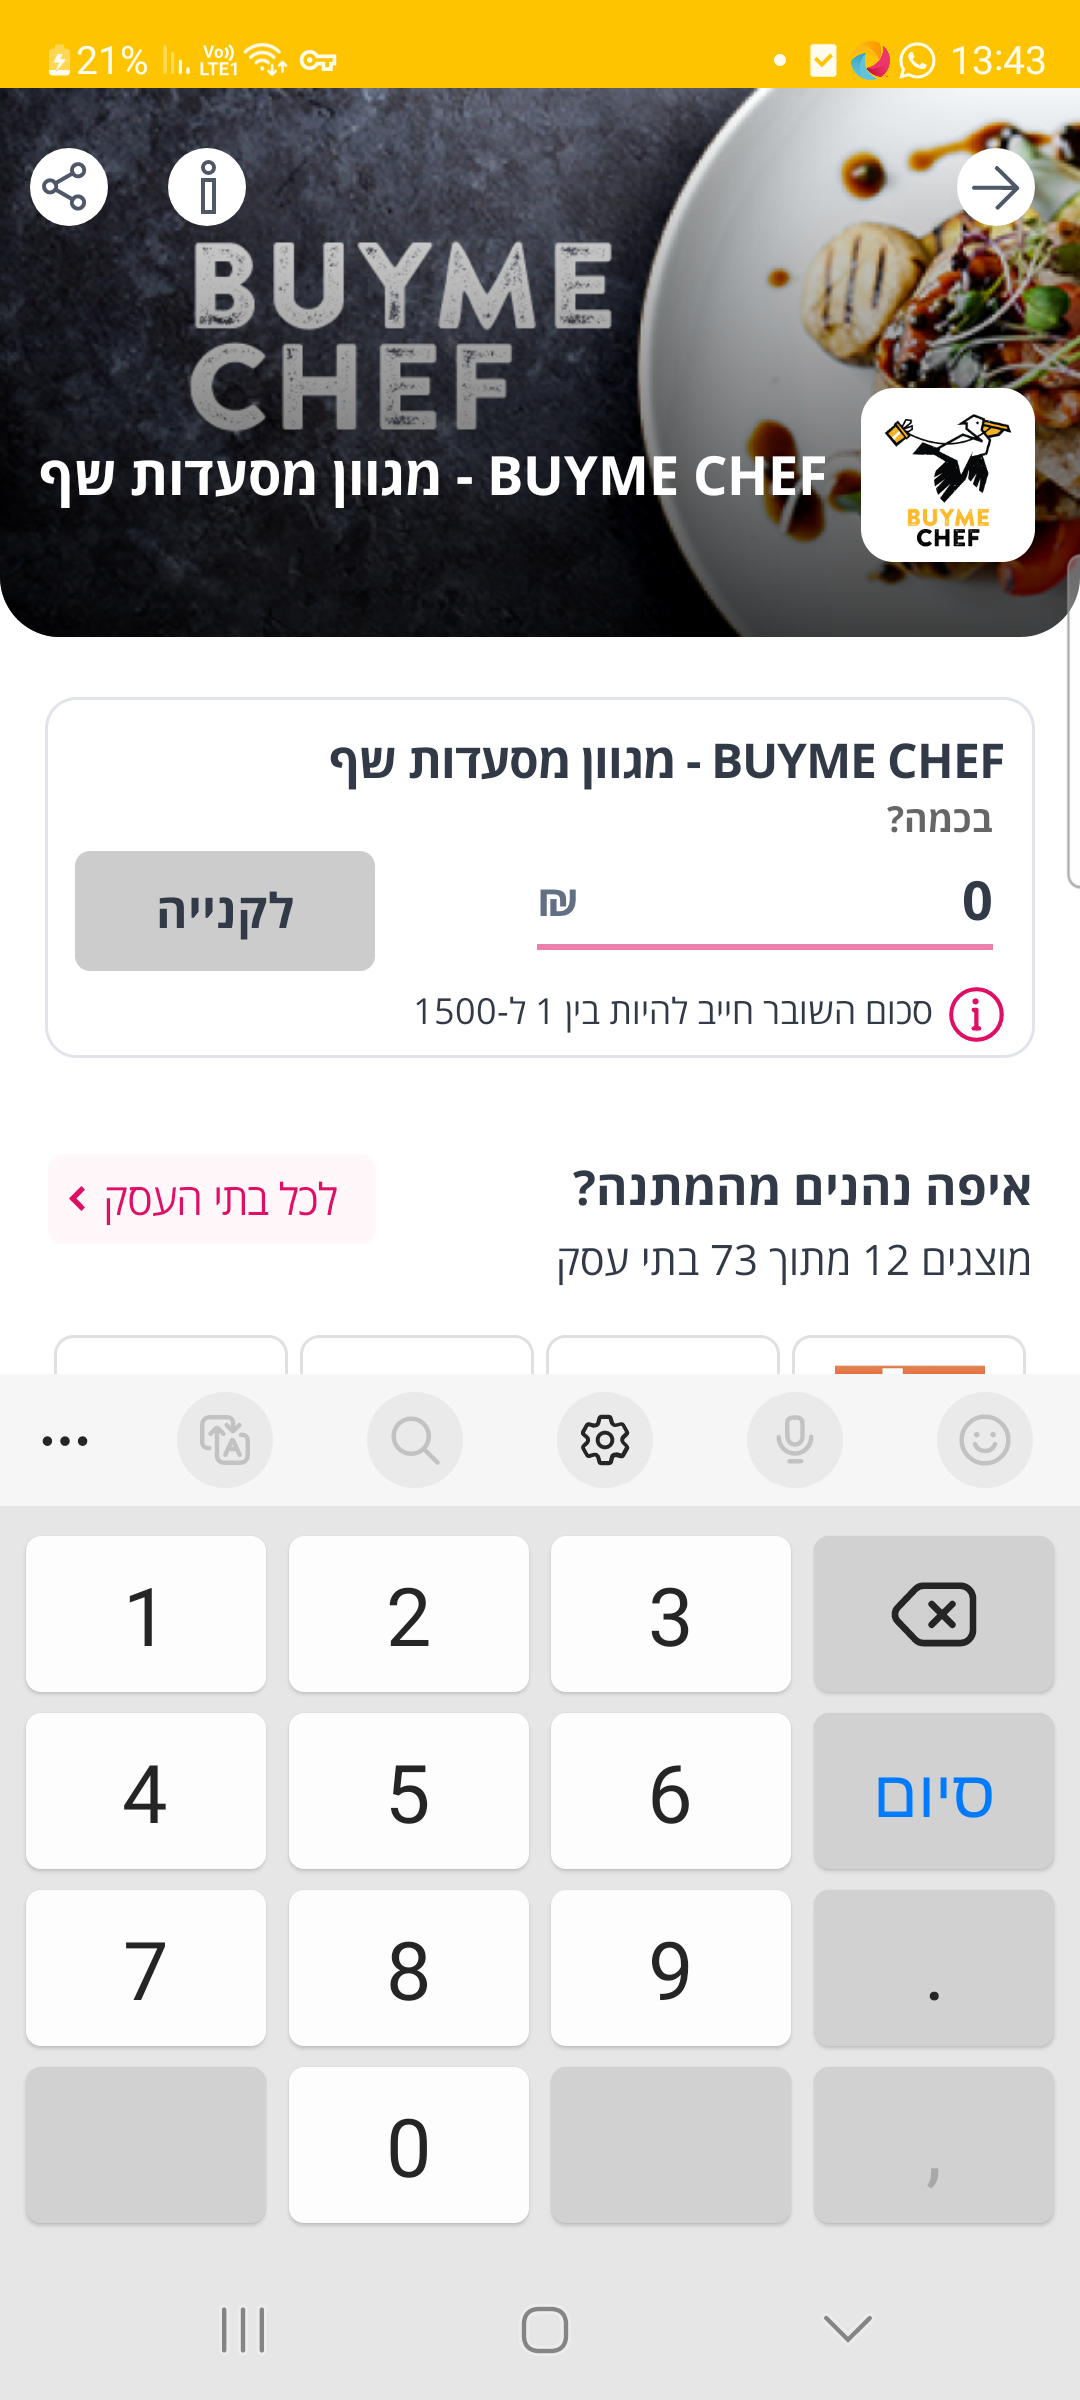 21% Vo)) LTE1 13:43
BUYME
CHEF
BUYME CHEF - מגוון מסעדות שף
BUYME
CHEF
BUYME CHEF - מגוון מסעדות שף
בכמה?
0 ₪
לקנייה
סכום השובר חייב להיות בין 1 ל-1500
איפה נהנים מהמתנה?
לכל בתי העסק
מוצגים 12 מתוך 73 בתי עסק
1 2 3
4 5 6 סיום
7 8 9 .
0 ,